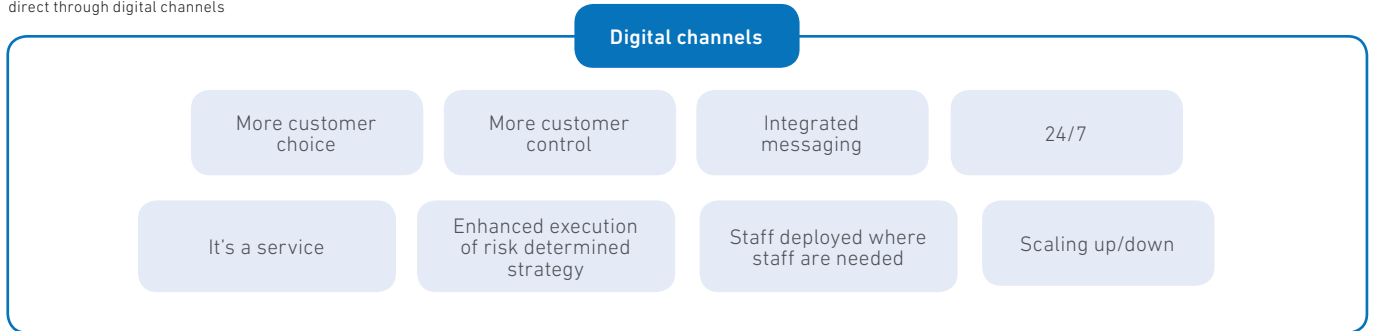 direct through digital channels
Digital channels
More customer
choice
More customer
control
Integrated
messaging
24/7
It's a service
Enhanced execution
of risk determined
strategy
Staff deployed where
staff are needed
Scaling up/down